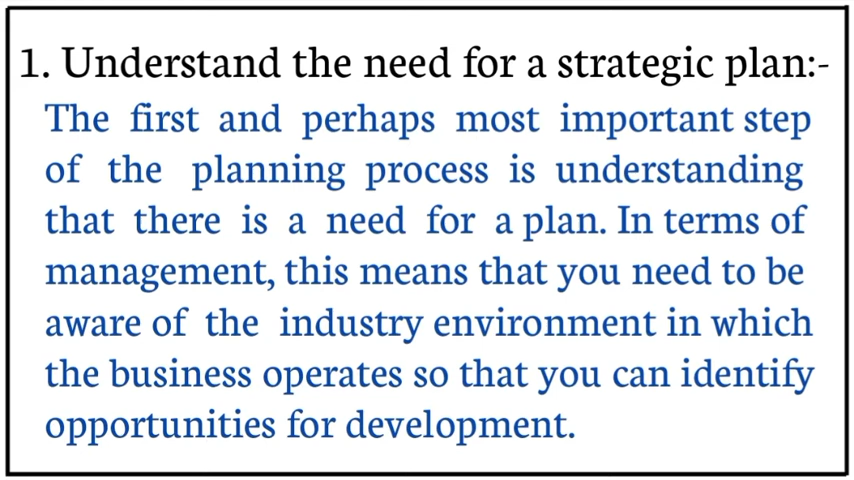 1. Understand the need for a strategic plan:-
The first and perhaps most important step
of the planning process is understanding
that there is a need for a plan. In terms of
management, this means that you need to be
aware of the industry environment in which
the business operates so that you can identify
opportunities for development.